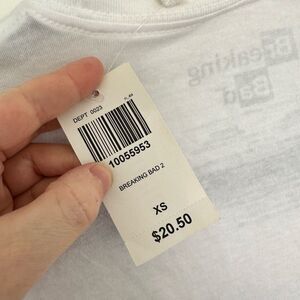 Breaking
Bad
DEPT 0023
10055953
BREAKING BAD 2
XS
$20.50